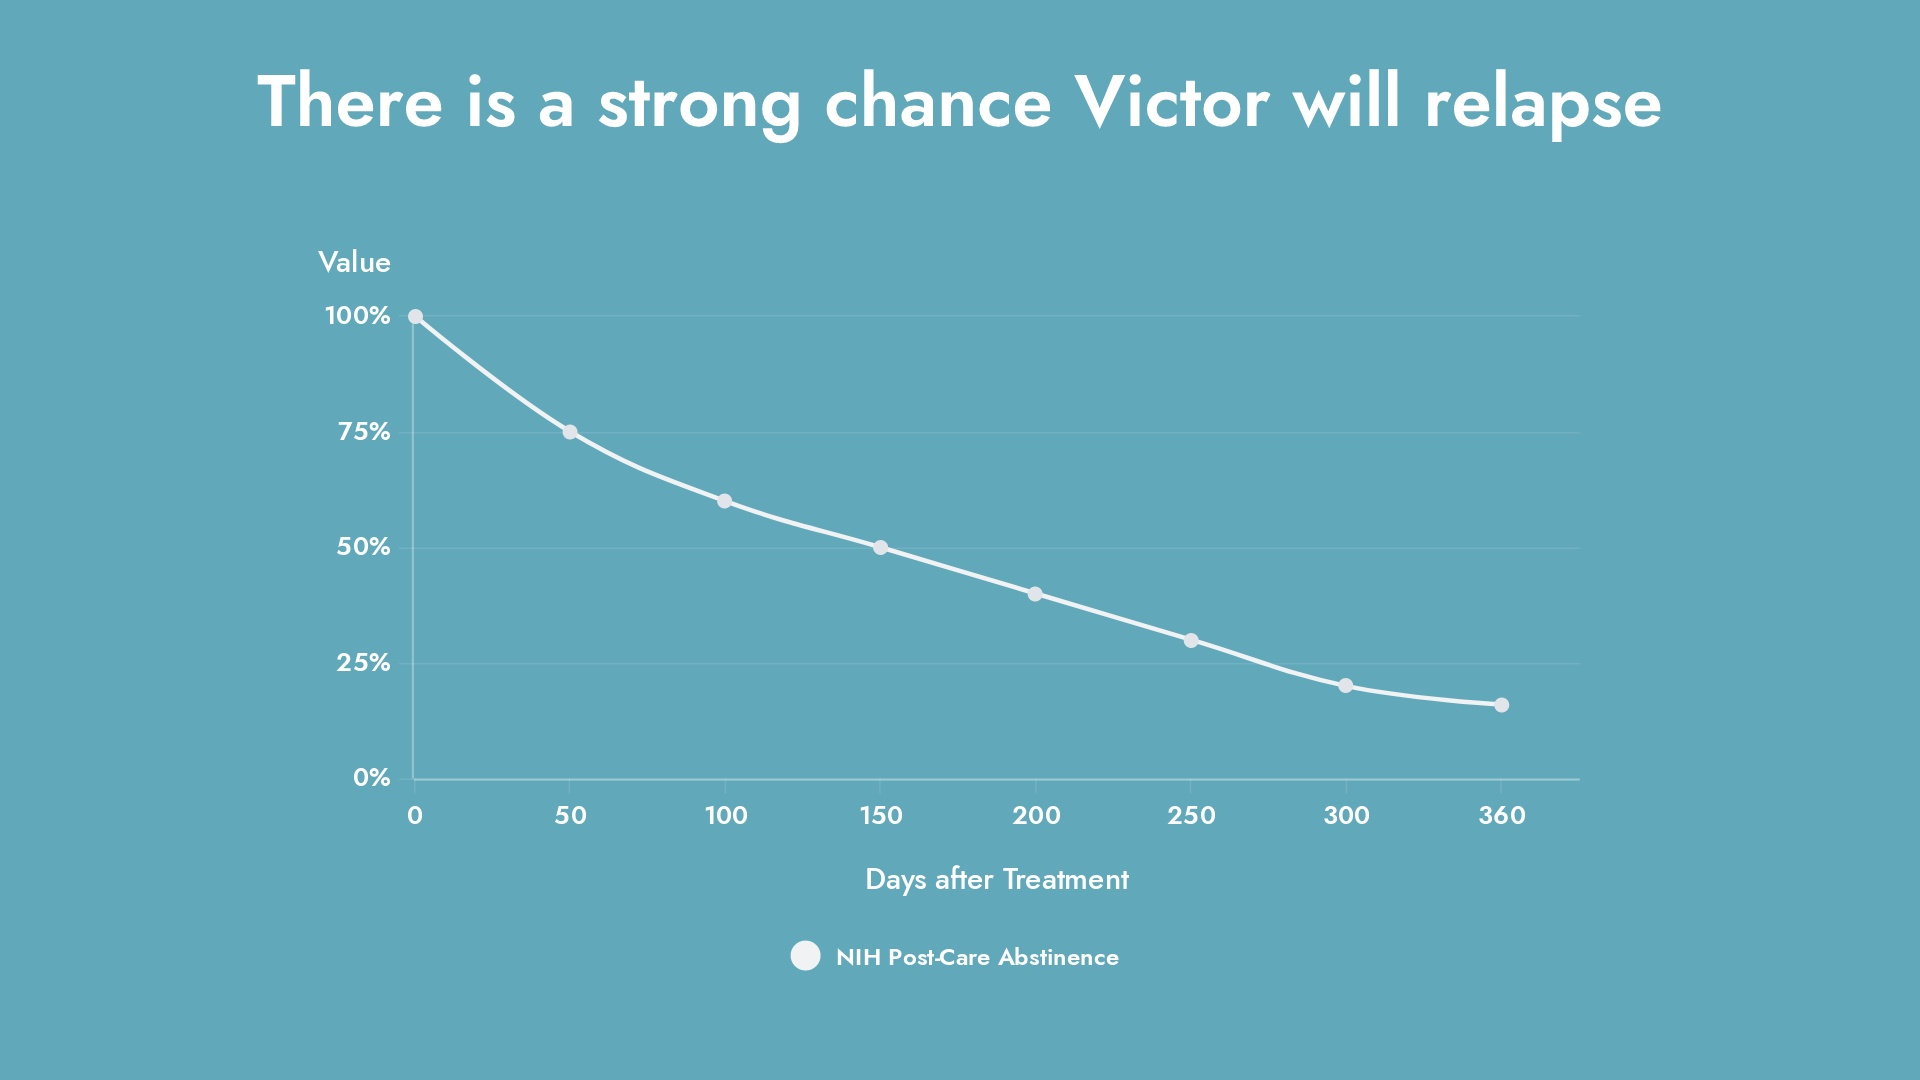 There is a strong chance Victor will relapse
Value
100%
75%
50%
25%
0%
0 50 100 150 200 250 300 360
Days after Treatment
NIH Post-Care Abstinence